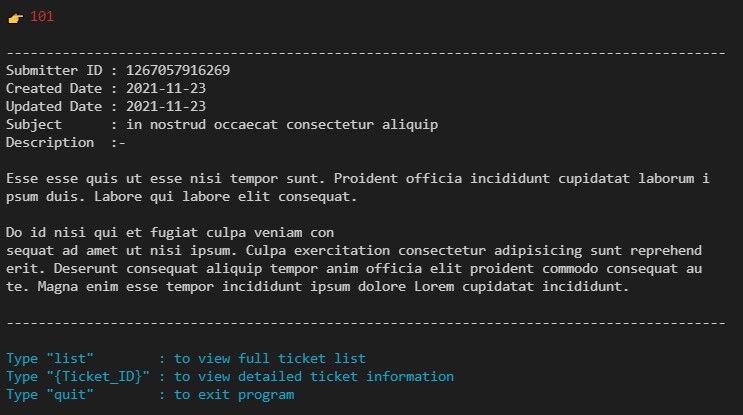 👉 101
------------------------------------------------------------------------------------------
Submitter ID : 1267057916269
Created Date : 2021-11-23
Updated Date : 2021-11-23
Subject      : in nostrud occaecat consectetur aliquip
Description  :-
Esse esse quis ut esse nisi tempor sunt. Proident officia incididunt cupidatat laborum i
psum duis. Labore qui labore elit consequat.
Do id nisi qui et fugiat culpa veniam con
sequat ad amet ut nisi ipsum. Culpa exercitation consectetur adipisicing sunt reprehend
erit. Deserunt consequat aliquip tempor anim officia elit proident commodo consequat au
te. Magna enim esse tempor incididunt ipsum dolore Lorem cupidatat incididunt.
------------------------------------------------------------------------------------------
Type "list"        : to view full ticket list
Type "{Ticket_ID}" : to view detailed ticket information
Type "quit"        : to exit program